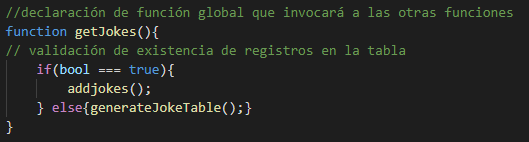 //declaración de función global que invocará a las otras funciones
function getJokes(){
// validación de existencia de registros en la tabla
    if(bool === true){
        addjokes();
    } else{generateJokeTable();}
}